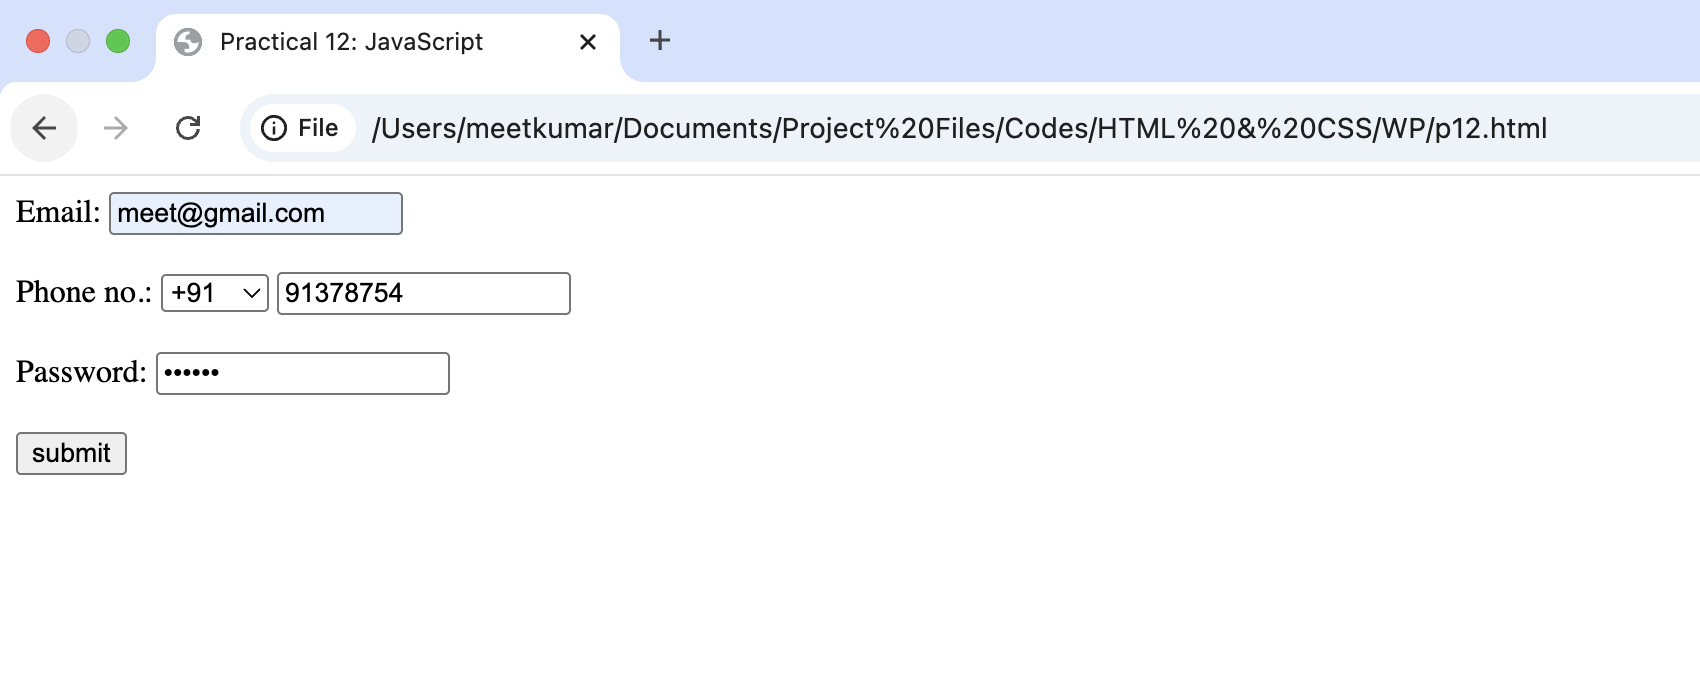 Practical 12: JavaScript
File /Users/meetkumar/Documents/Project%20Files/Codes/HTML%20&%20CSS/WP/p12.html
Email: meet@gmail.com
Phone no.: +91 91378754
Password: ••••••
submit